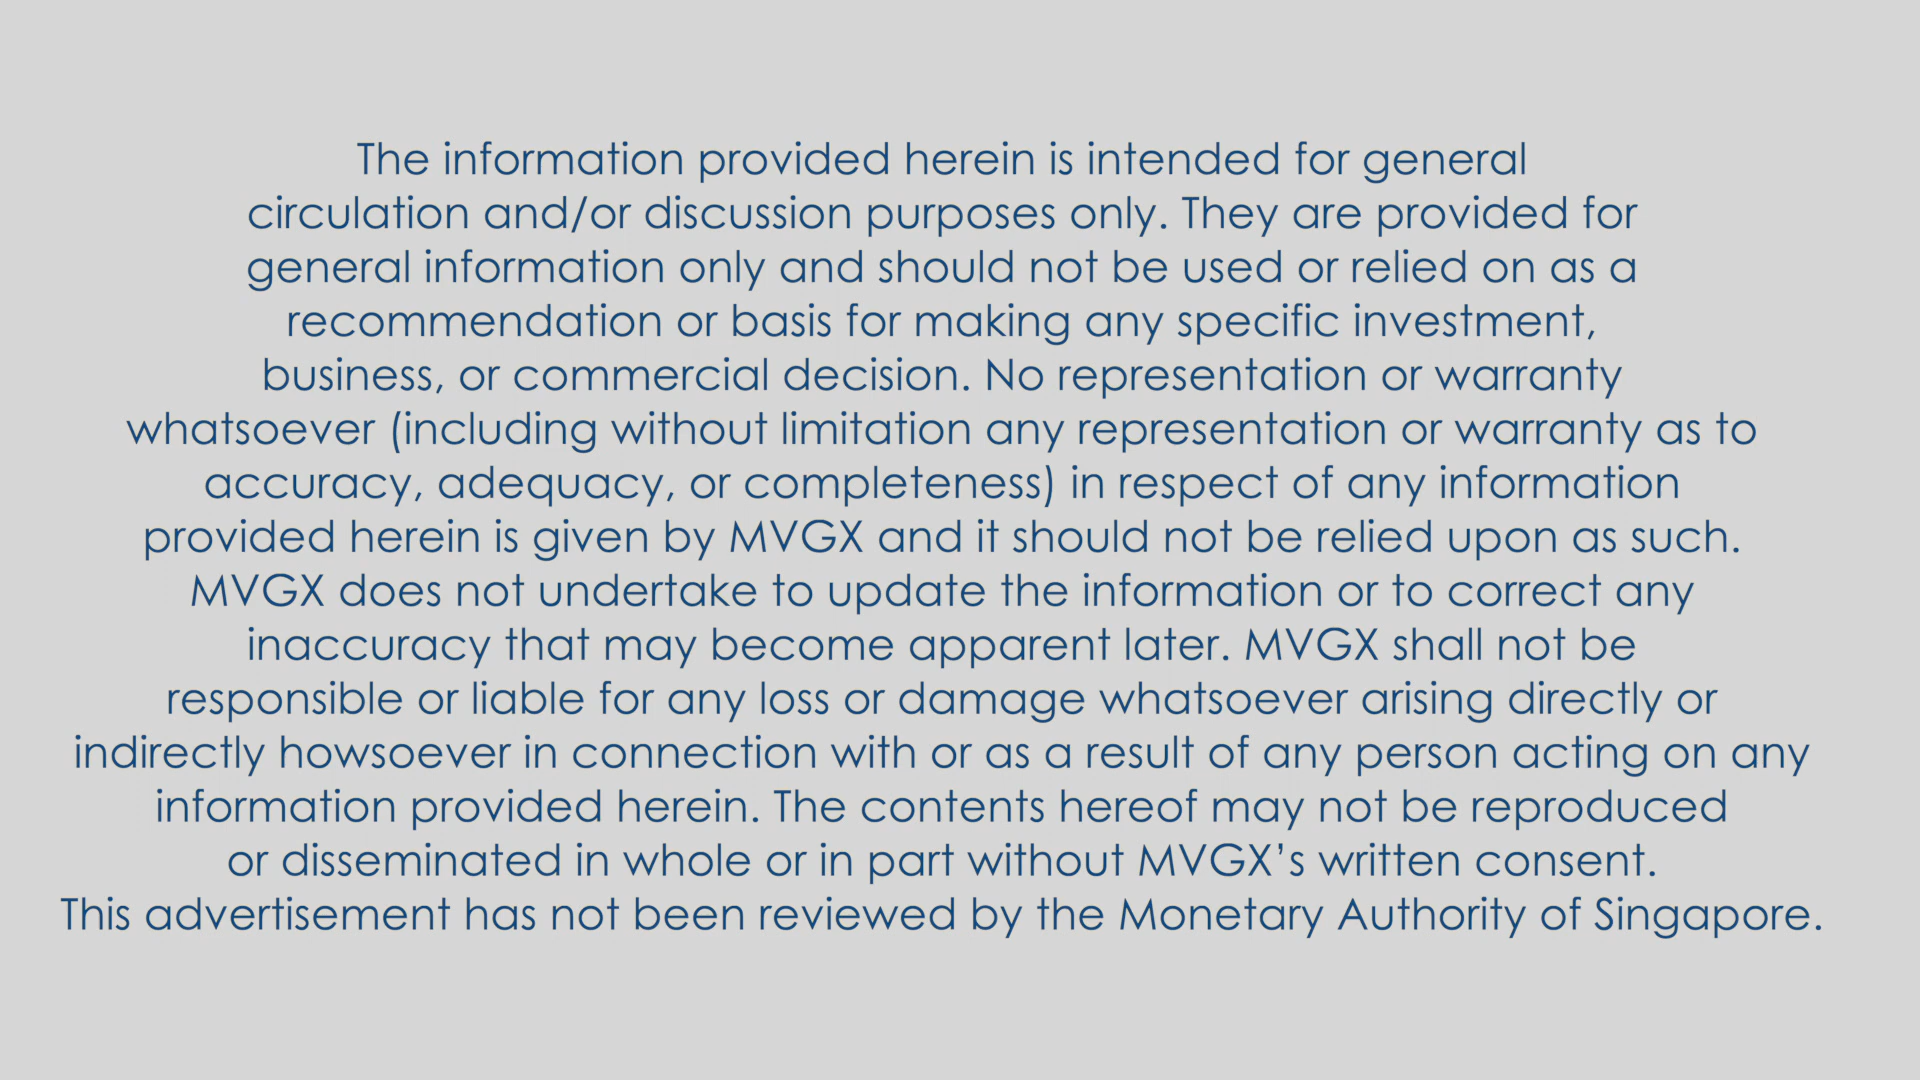 The information provided herein is intended for general
circulation and/or discussion purposes only. They are provided for
general information only and should not be used or relied on as a
recommendation or basis for making any specific investment,
business, or commercial decision. No representation or warranty
whatsoever (including without limitation any representation or warranty as to
accuracy, adequacy, or completeness) in respect of any information
provided herein is given by MVGX and it should not be relied upon as such.
MVGX does not undertake to update the information or to correct any
inaccuracy that may become apparent later. MVGX shall not be
responsible or liable for any loss or damage whatsoever arising directly or
indirectly howsoever in connection with or as a result of any person acting on any
information provided herein. The contents hereof may not be reproduced
or disseminated in whole or in part without MVGX’s written consent.
This advertisement has not been reviewed by the Monetary Authority of Singapore.